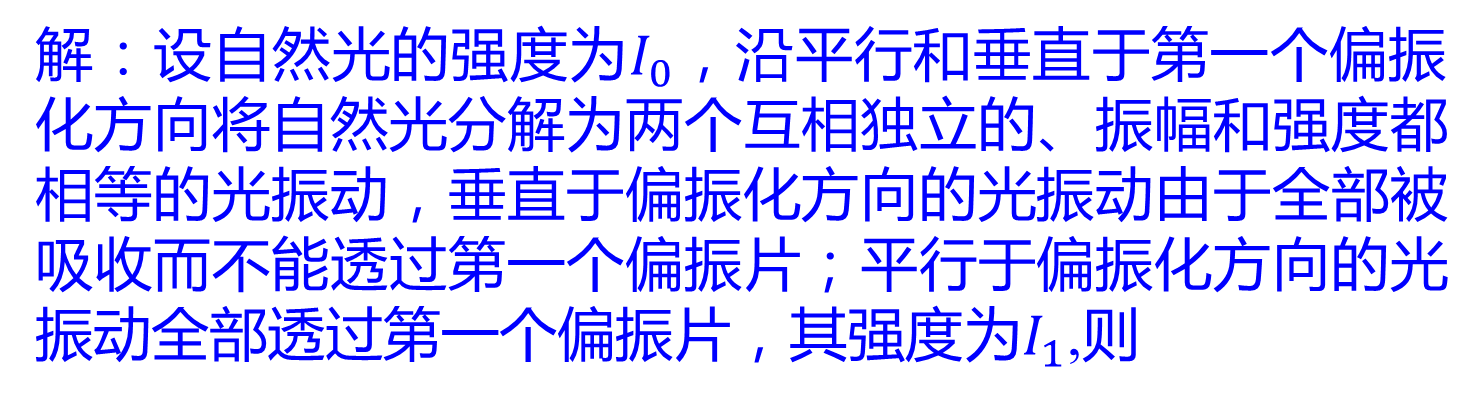 解：设自然光的强度为I₀，沿平行和垂直于第一个偏振
化方向将自然光分解为两个互相独立的、振幅和强度都
相等的光振动，垂直于偏振化方向的光振动由于全部被
吸收而不能透过第一个偏振片；平行于偏振化方向的光
振动全部透过第一个偏振片，其强度为I₁,则